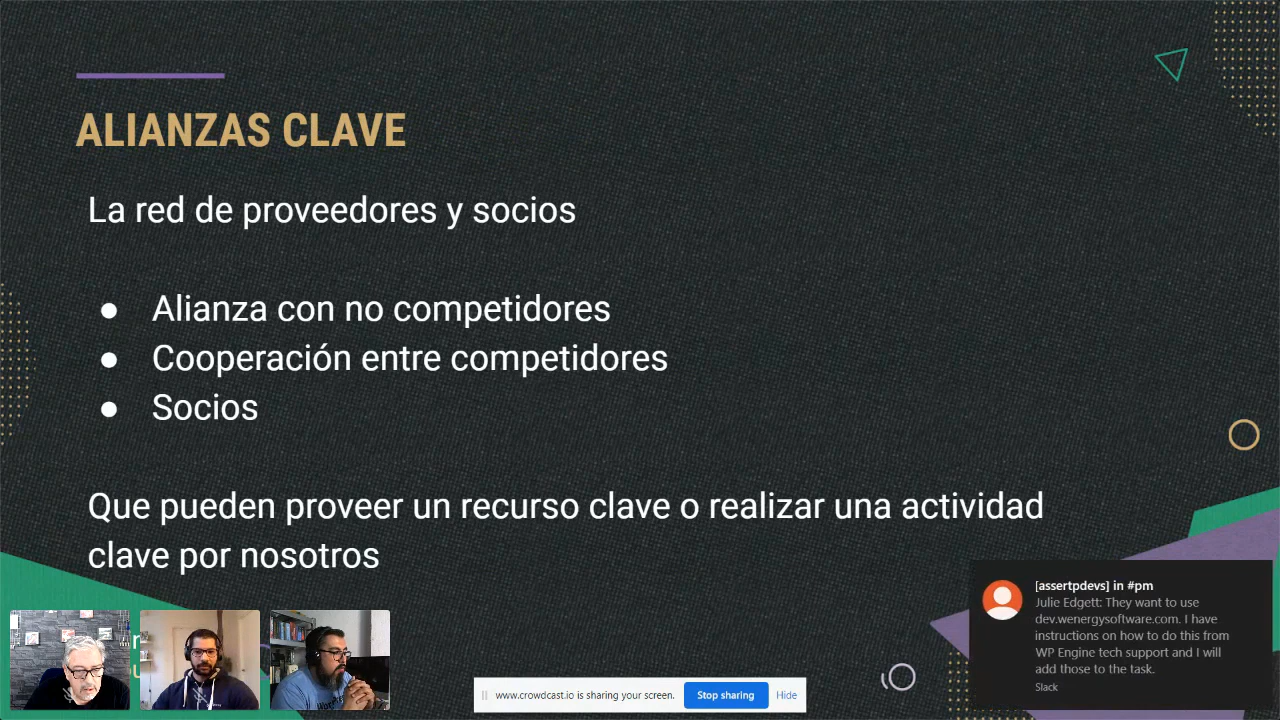 ALIANZAS CLAVE
La red de proveedores y socios
● Alianza con no competidores
● Cooperación entre competidores
● Socios
Que pueden proveer un recurso clave o realizar una actividad
clave por nosotros
[assertpdevs] in #pm
Julie Edgett: They want to use
dev.wenergysoftware.com. I have
instructions on how to do this from
WP Engine tech support and I will
add those to the task.
Slack
www.crowdcast.io is sharing your screen. Stop sharing Hide